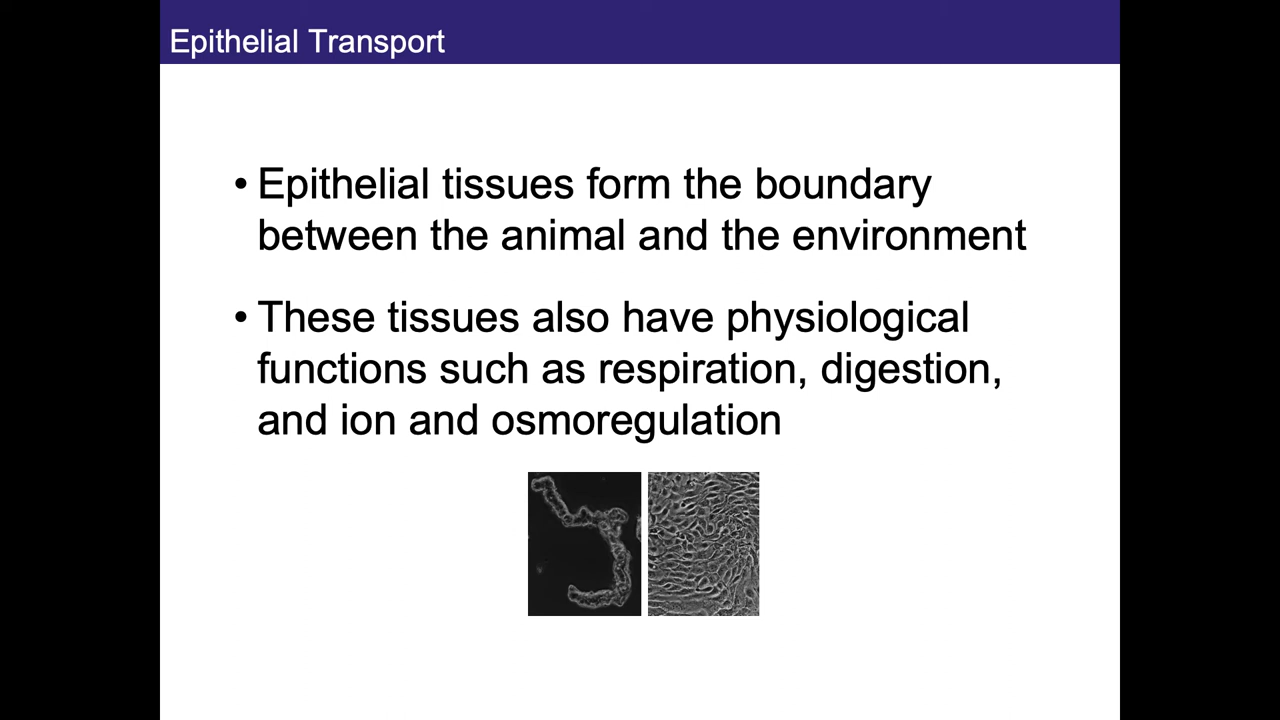 Epithelial Transport
• Epithelial tissues form the boundary
between the animal and the environment
• These tissues also have physiological
functions such as respiration, digestion,
and ion and osmoregulation